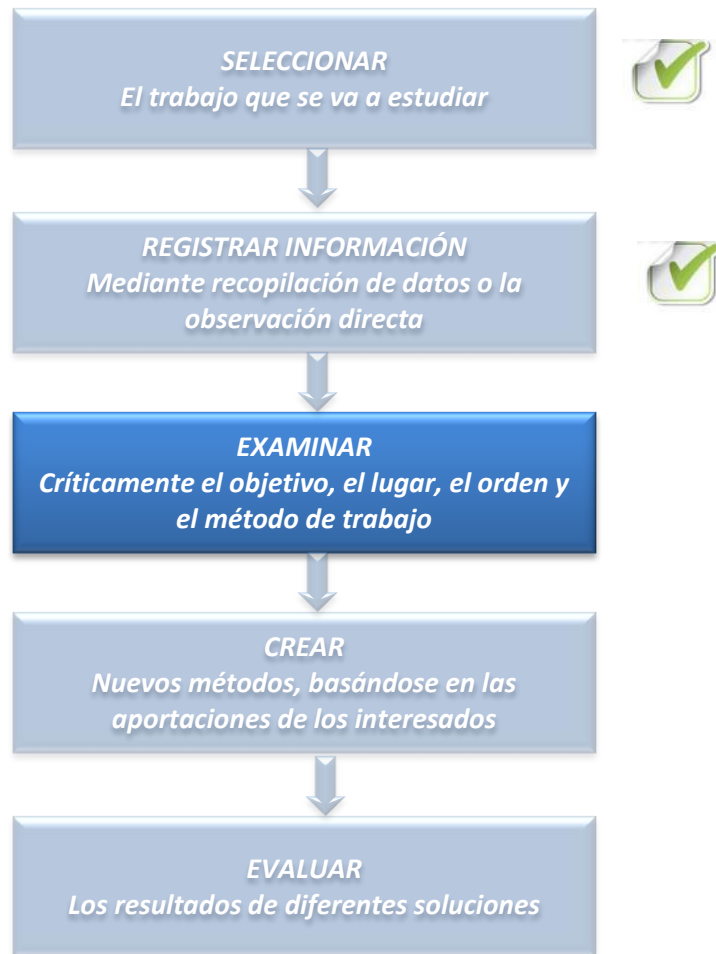 SELECCIONAR
El trabajo que se va a estudiar
REGISTRAR INFORMACIÓN
Mediante recopilación de datos o la
observación directa
EXAMINAR
Críticamente el objetivo, el lugar, el orden y
el método de trabajo
CREAR
Nuevos métodos, basándose en las
aportaciones de los interesados
EVALUAR
Los resultados de diferentes soluciones